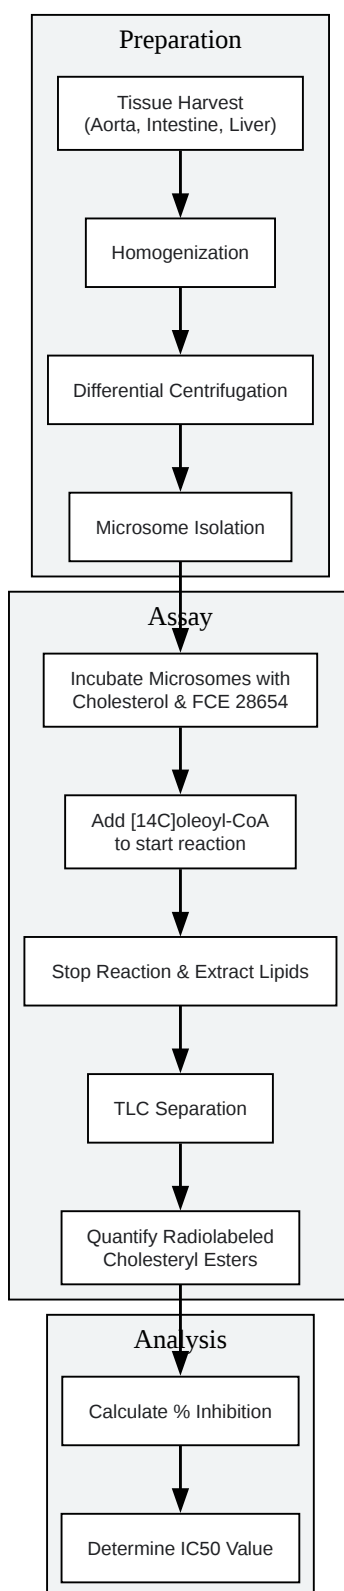 Preparation
Tissue Harvest
(Aorta, Intestine, Liver)
Homogenization
Differential Centrifugation
Microsome Isolation
Assay
Incubate Microsomes with
Cholesterol & FCE 28654
Add [14C]oleoyl-CoA
to start reaction
Stop Reaction & Extract Lipids
TLC Separation
Quantify Radiolabeled
Cholesteryl Esters
Analysis
Calculate % Inhibition
Determine IC50 Value